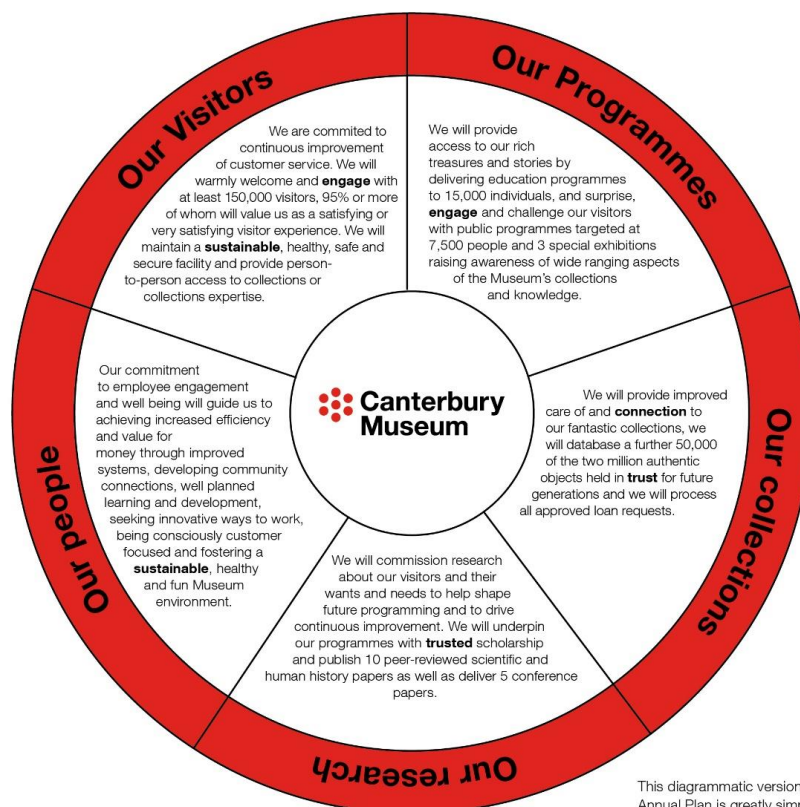 Our Visitors
We are commited to
continuous improvement
of customer service. We will
warmly welcome and engage with
at least 150,000 visitors, 95% or more
of whom will value us as a satisfying or
very satisfying visitor experience. We will
maintain a sustainable, healthy, safe and
secure facility and provide person-
to-person access to collections or
collections expertise.
Our Programmes
We will provide
access to our rich
treasures and stories by
delivering education programmes
to 15,000 individuals, and surprise,
engage and challenge our visitors
with public programmes targeted at
7,500 people and 3 special exhibitions
raising awareness of wide ranging aspects
of the Museum's collections
and knowledge.
Our collections
We will provide improved
care of and connection to
our fantastic collections, we
will database a further 50,000
of the two million authentic
objects held in trust for future
generations and we will process
all approved loan requests.
Our research
We will commission research
about our visitors and their
wants and needs to help shape
future programming and to drive
continuous improvement. We will underpin
our programmes with trusted scholarship
and publish 10 peer-reviewed scientific and
human history papers as well as deliver 5 conference
papers.
Our people
Our commitment
to employee engagement
and well being will guide us to
achieving increased efficiency
and value for
money through improved
systems, developing community
connections, well planned
learning and development,
seeking innovative ways to work,
being consciously customer
focused and fostering a
sustainable, healthy
and fun Museum
environment.
Canterbury
Museum
This diagrammatic version
Annual Plan is greatly